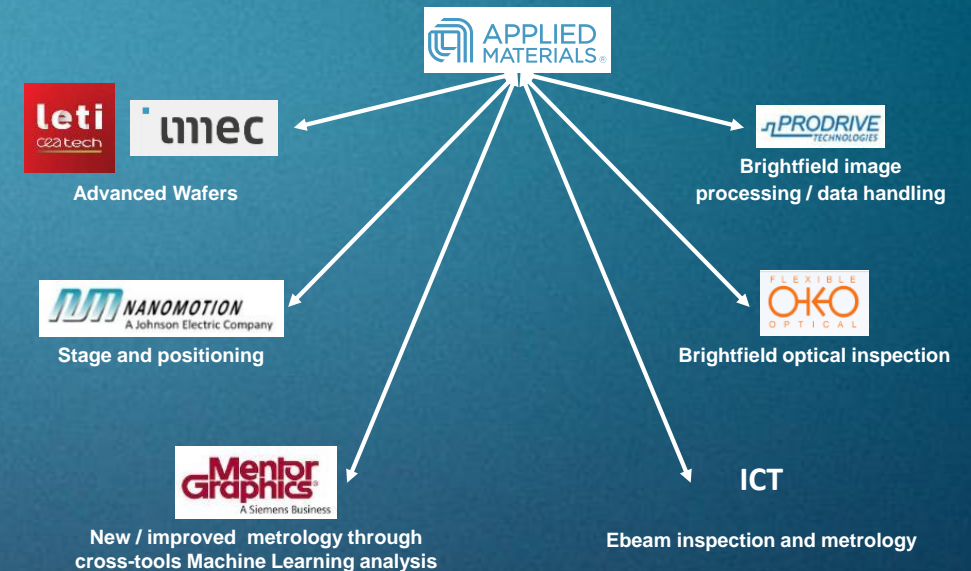 APPLIED
MATERIALS®
leti
ceatech
imec
Advanced Wafers
PRODRIVE
TECHNOLOGIES
Brightfield image
processing / data handling
nm NANOMOTION
A Johnson Electric Company
Stage and positioning
FLEXIBLE
OKO
OPTICAL
Brightfield optical inspection
Mentor
Graphics®
A Siemens Business
New / improved metrology through
cross-tools Machine Learning analysis
ICT
Ebeam inspection and metrology